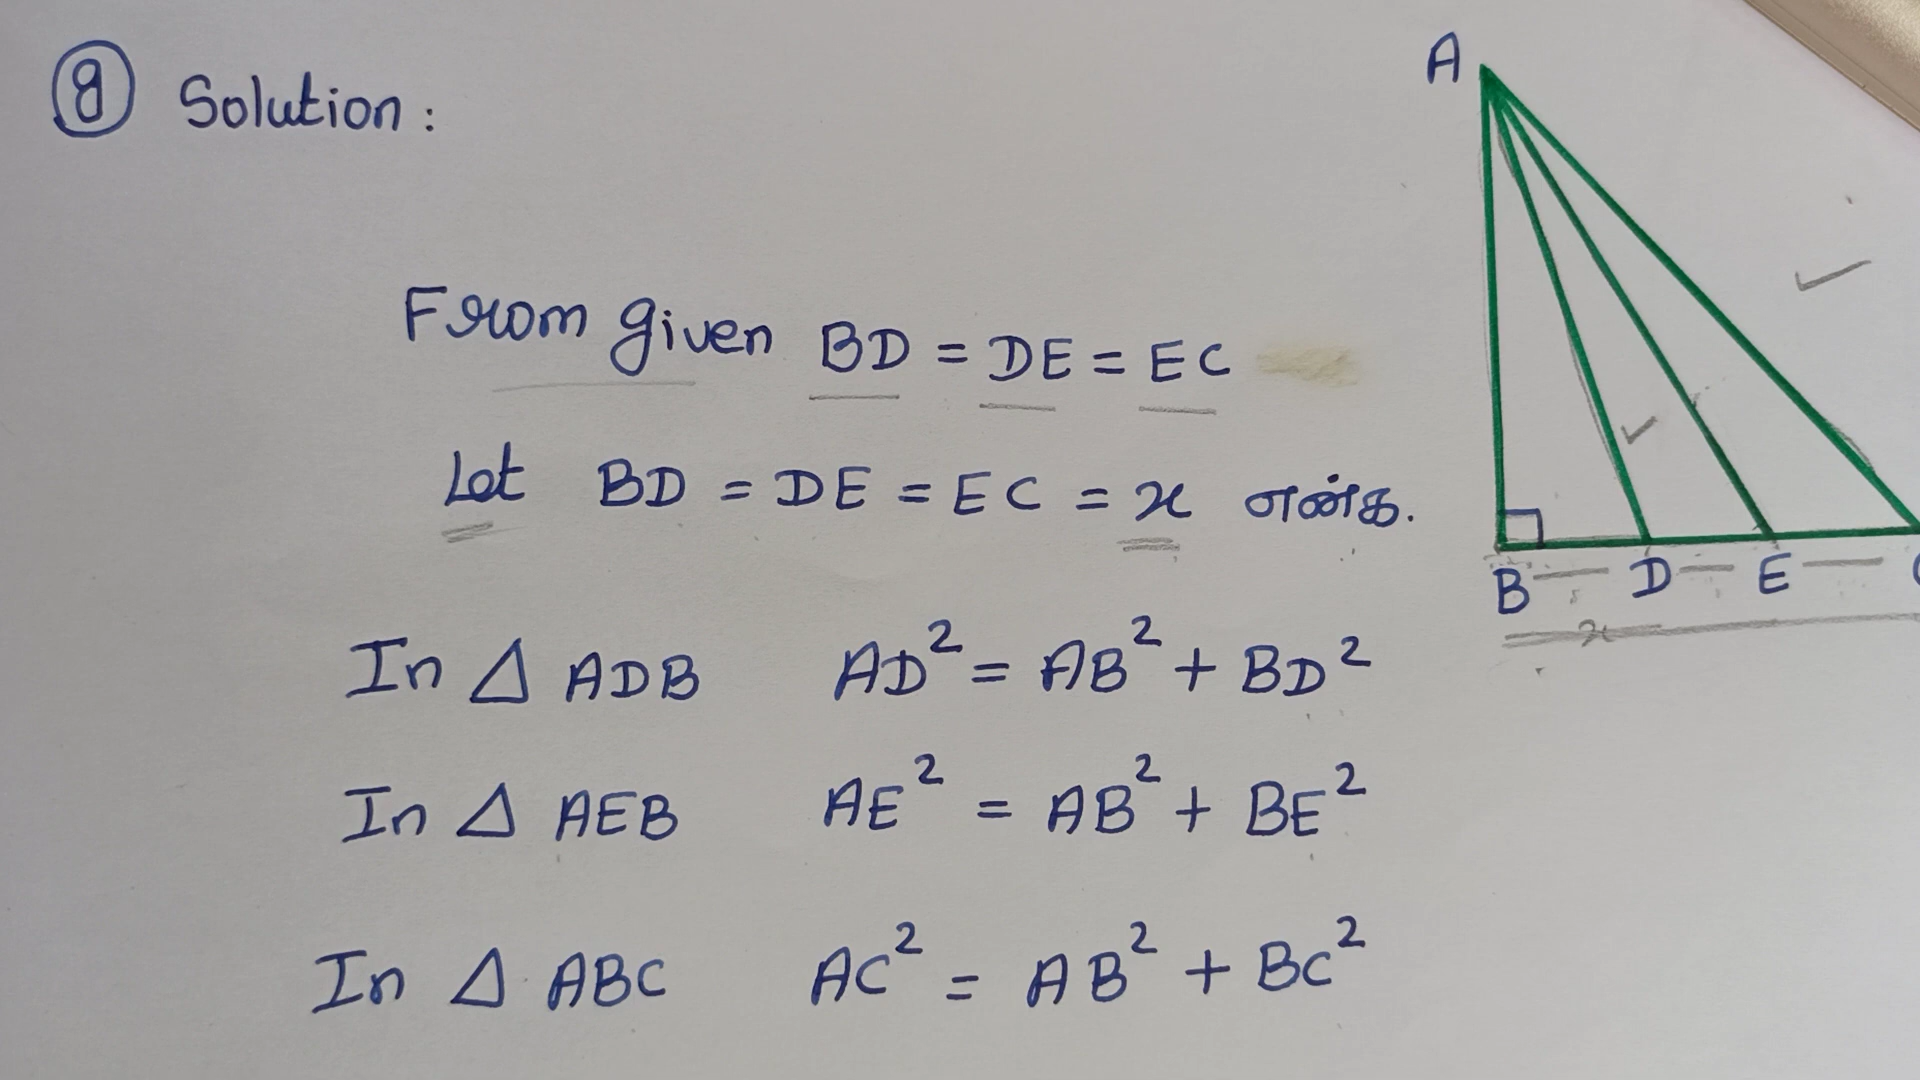 8 Solution:
A
From given BD = DE = EC
Let BD = DE = EC = x என்க.
B D E C
x
In △ ADB AD² = AB² + BD²
In △ AEB AE² = AB² + BE²
In △ ABC AC² = AB² + BC²